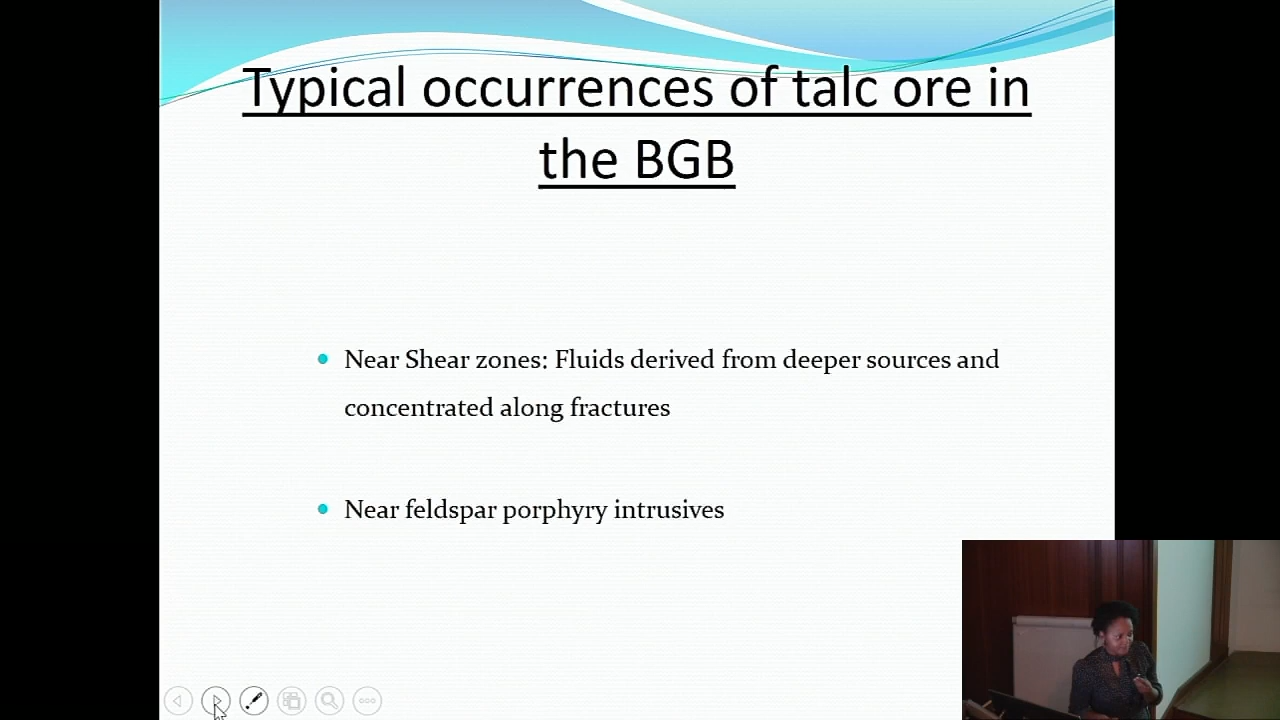 Typical occurrences of talc ore in
the BGB
Near Shear zones: Fluids derived from deeper sources and
concentrated along fractures
Near feldspar porphyry intrusives